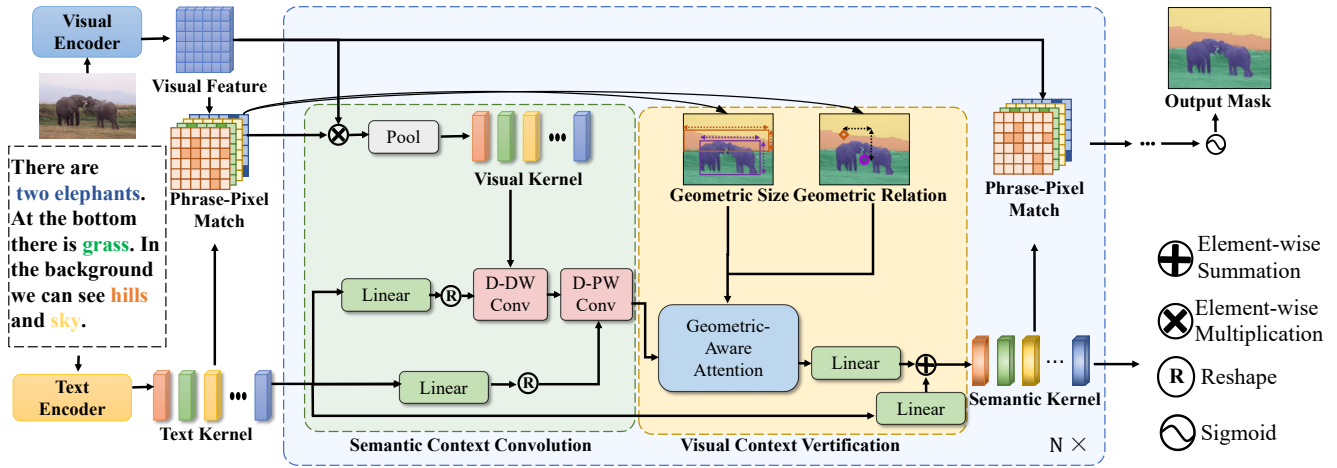 Visual
Encoder
Visual Feature
There are
two elephants.
At the bottom
there is grass. In
the background
we can see hills
and sky.
Phrase-Pixel
Match
Text
Encoder
Text Kernel
Pool
Visual Kernel
Linear
R
D-DW
Conv
D-PW
Conv
Linear
R
Semantic Context Convolution
Geometric Size
Geometric Relation
Geometric-
Aware
Attention
Linear
Linear
Visual Context Vertification
Phrase-Pixel
Match
Semantic Kernel
N ×
Output Mask
Element-wise
Summation
Element-wise
Multiplication
R
Reshape
Sigmoid